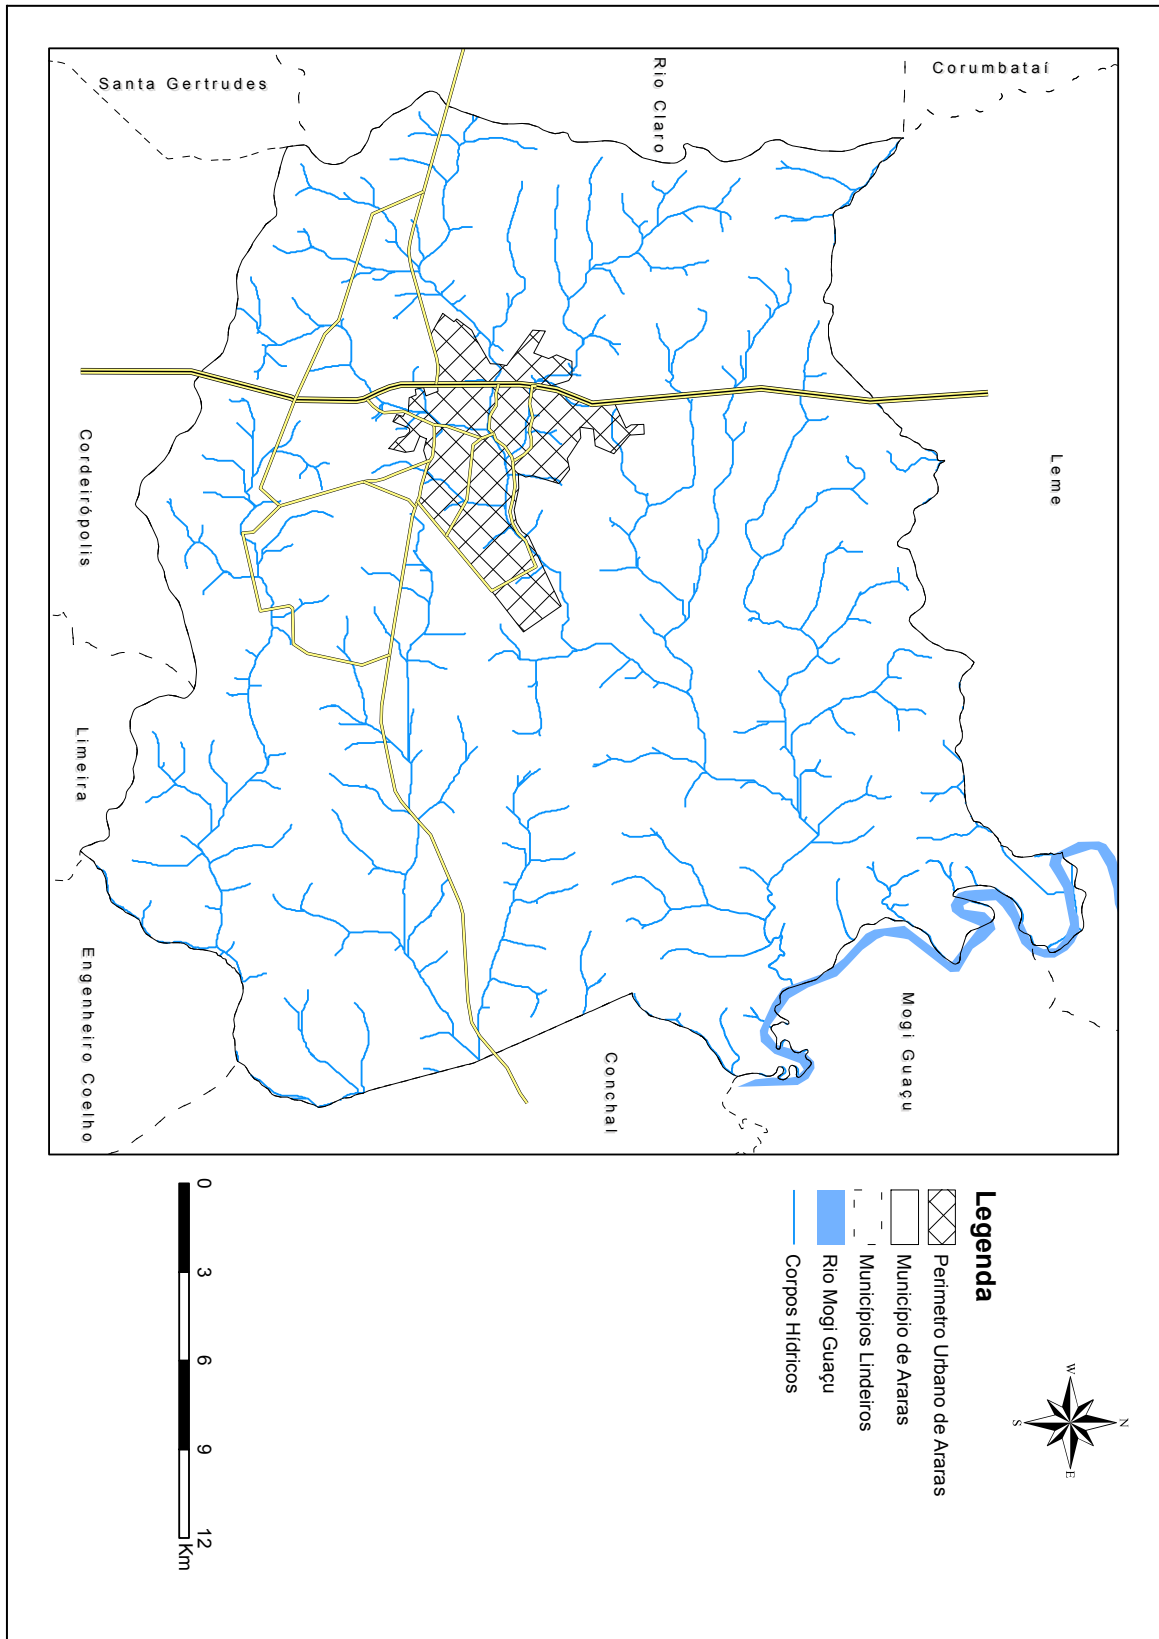 Santa Gertrudes
Rio Claro
Corumbataí
Leme
Cordeirópolis
Limeira
Engenheiro Coelho
Conchal
Mogi Guaçu
Legenda
Perimetro Urbano de Araras
Município de Araras
Municípios Lindeiros
Rio Mogi Guaçu
Corpos Hídricos
N
W
E
S
0 3 6 9 12
Km